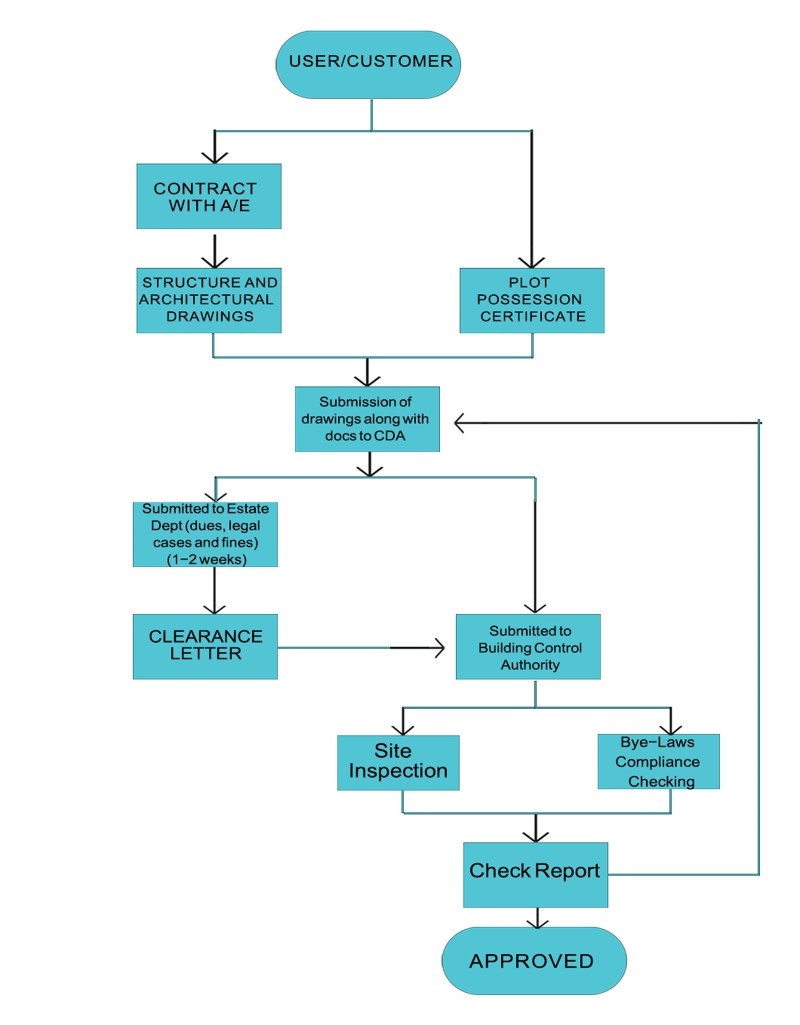 USER/CUSTOMER
CONTRACT
WITH A/E
STRUCTURE AND
ARCHITECTURAL
DRAWINGS
PLOT
POSSESSION
CERTIFICATE
Submission of
drawings along with
docs to CDA
Submitted to Estate
Dept (dues, legal
cases and fines)
(1−2 weeks)
CLEARANCE
LETTER
Submitted to
Building Control
Authority
Site
Inspection
Bye−Laws
Compliance
Checking
Check Report
APPROVED